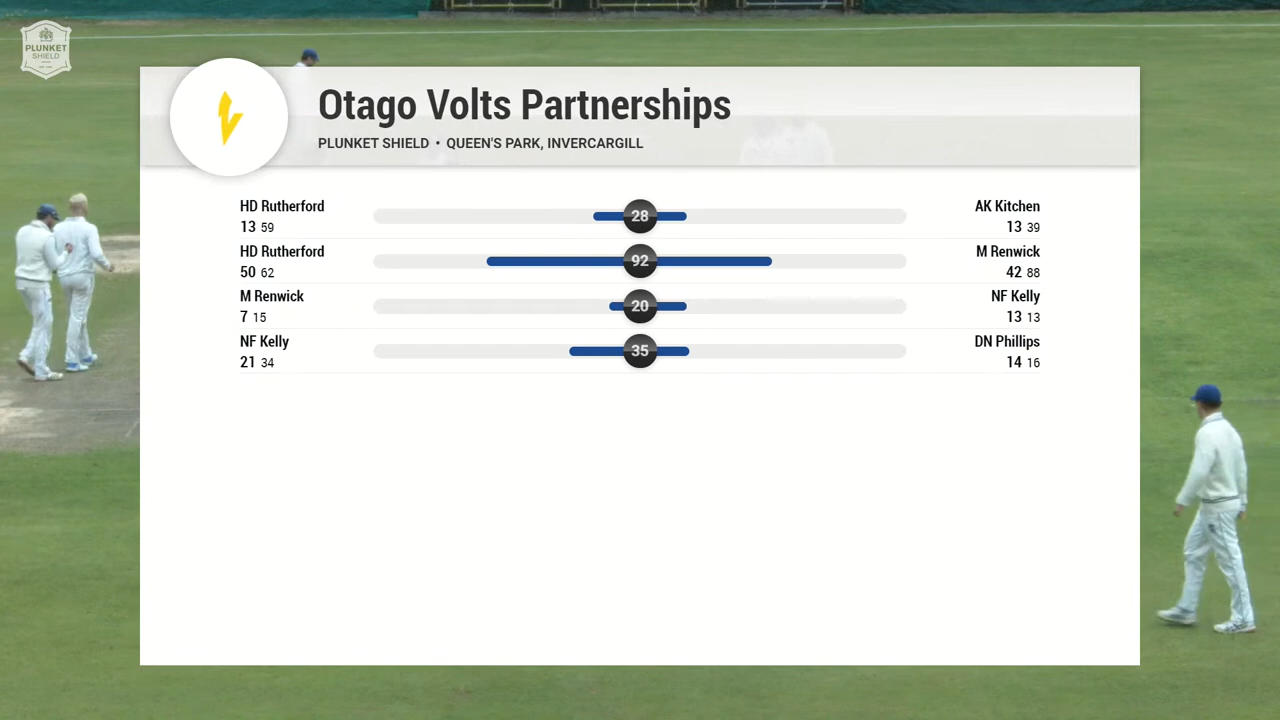 PLUNKET
SHIELD
Otago Volts Partnerships
PLUNKET SHIELD • QUEEN'S PARK, INVERCARGILL
HD Rutherford 28 AK Kitchen
13 59 13 39
HD Rutherford 92 M Renwick
50 62 42 88
M Renwick 20 NF Kelly
7 15 13 13
NF Kelly 35 DN Phillips
21 34 14 16